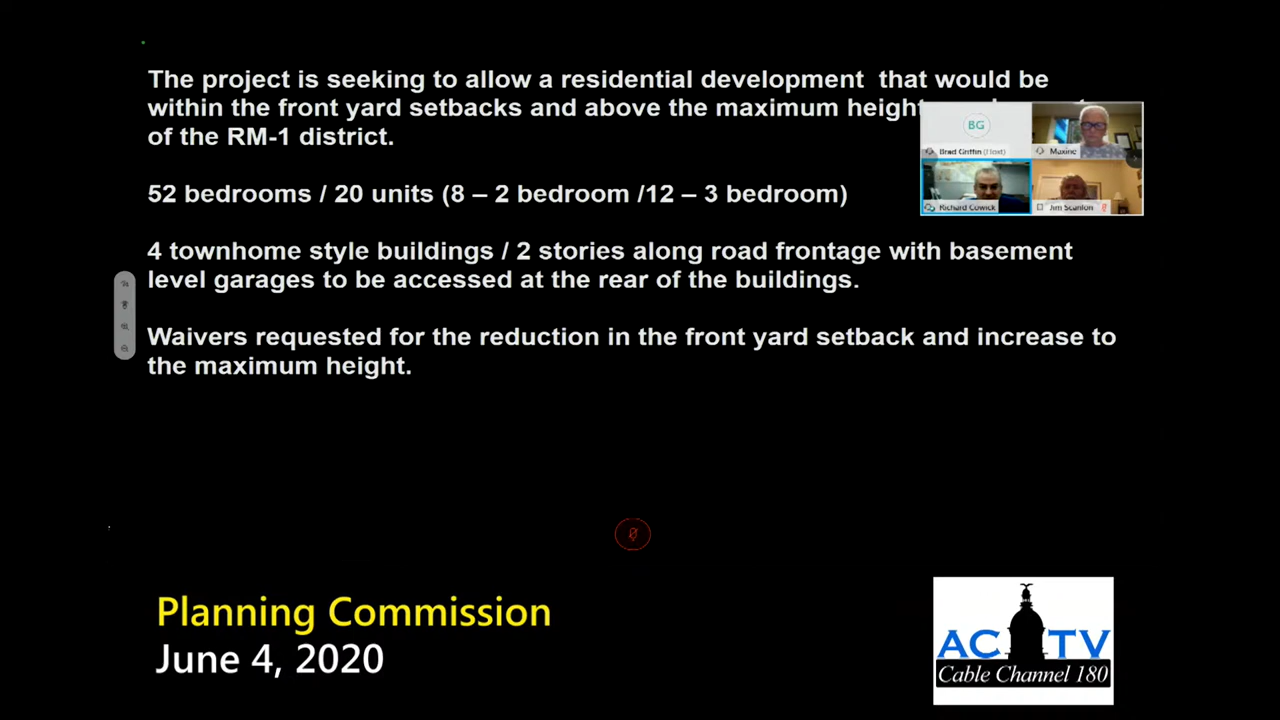 The project is seeking to allow a residential development that would be
within the front yard setbacks and above the maximum height
of the RM-1 district.
BG
Brad Griffin (Host)
Maxine
Richard Cowick
Jim Scanlon
52 bedrooms / 20 units (8 – 2 bedroom /12 – 3 bedroom)
4 townhome style buildings / 2 stories along road frontage with basement
level garages to be accessed at the rear of the buildings.
Waivers requested for the reduction in the front yard setback and increase to
the maximum height.
Planning Commission
June 4, 2020
AC TV
Cable Channel 180